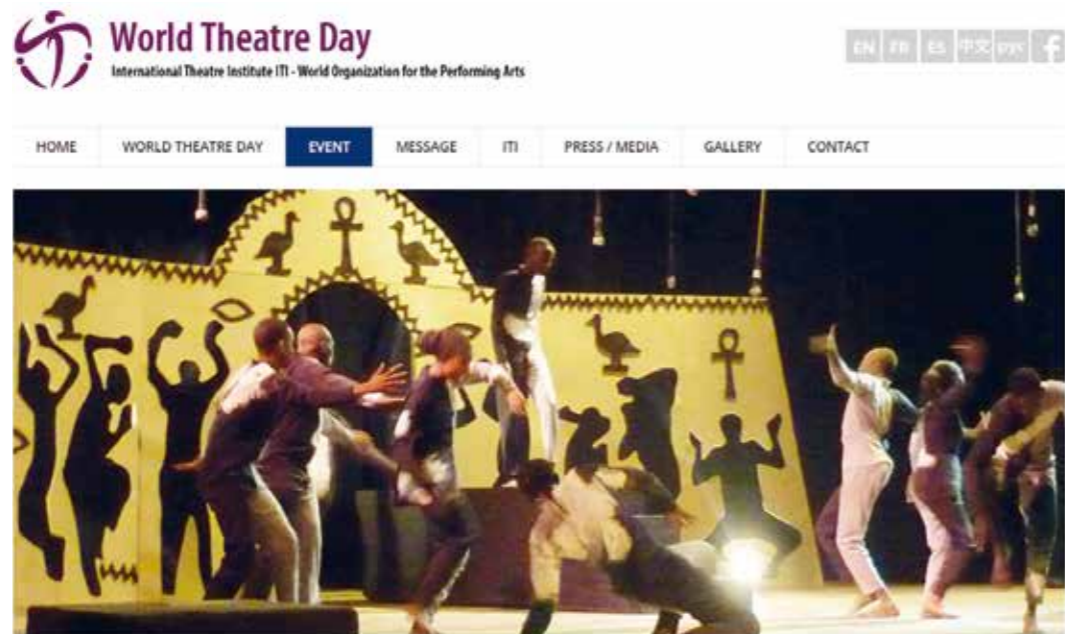 World Theatre Day
International Theatre Institute ITI - World Organization for the Performing Arts
EN FR ES 中文 рус f
HOME WORLD THEATRE DAY EVENT MESSAGE ITI PRESS / MEDIA GALLERY CONTACT